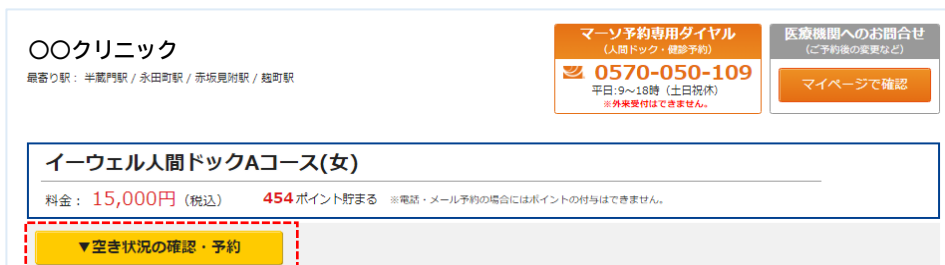 〇〇クリニック
最寄り駅： 半蔵門駅 / 永田町駅 / 赤坂見附駅 / 麹町駅
マーソ予約専用ダイヤル
（人間ドック・健診予約）
0570-050-109
平日:9～18時（土日祝休）
※外来受付はできません。
医療機関へのお問合せ
（ご予約後の変更など）
マイページで確認
イーウェル人間ドックAコース(女)
料金： 15,000円（税込） 454ポイント貯まる ※電話・メール予約の場合にはポイントの付与はできません。
▼空き状況の確認・予約